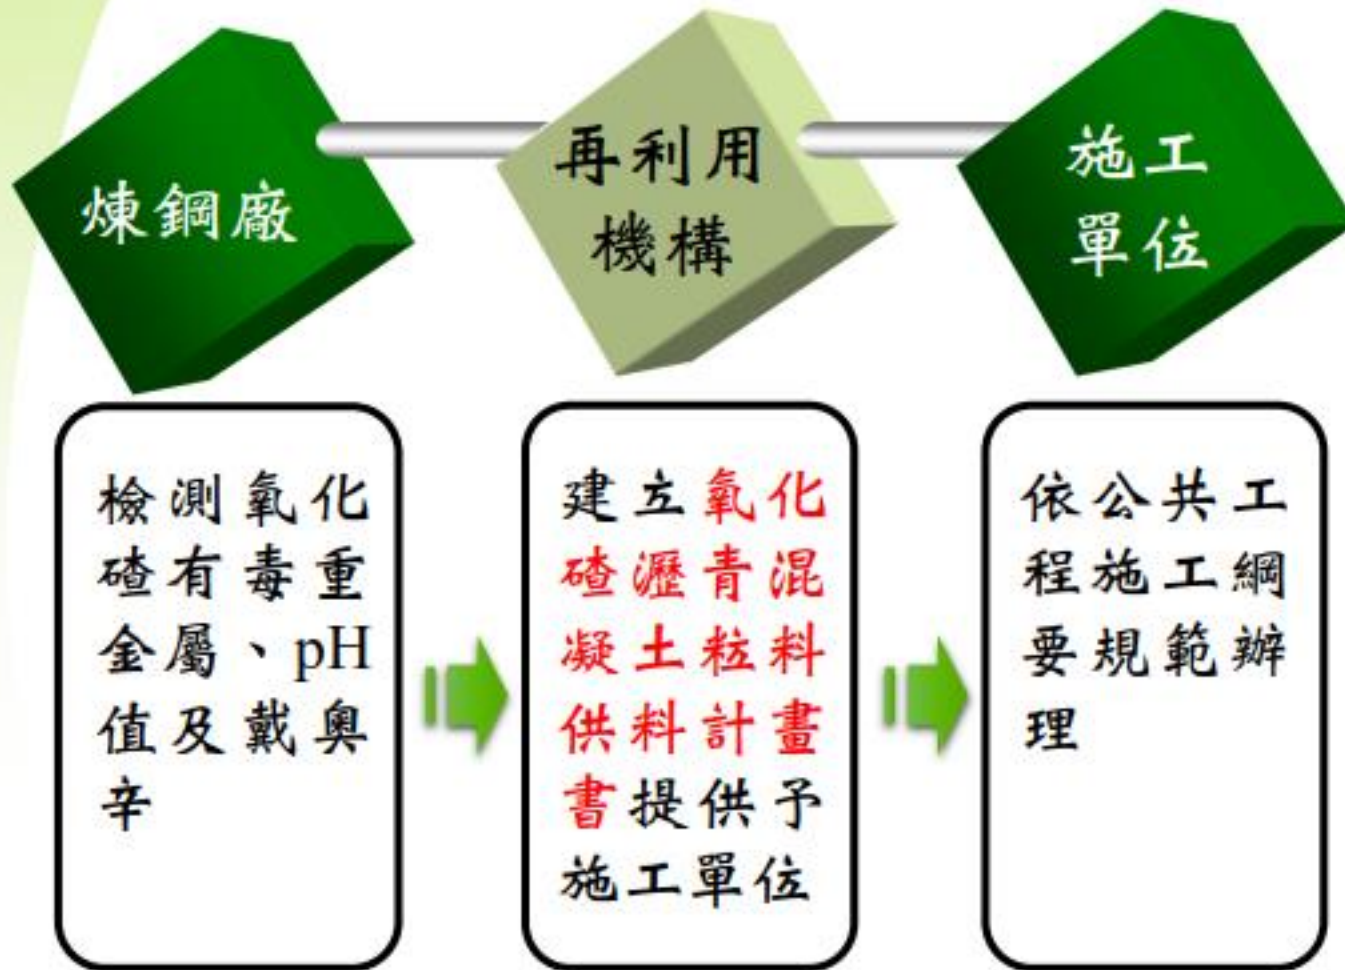 煉鋼廠
再利用
機構
施工
單位
檢測氧化
碴有毒重
金屬、pH
值及戴奧
辛
建立氧化
碴瀝青混
凝土粒料
供料計畫
書提供予
施工單位
依公共工
程施工綱
要規範辦
理